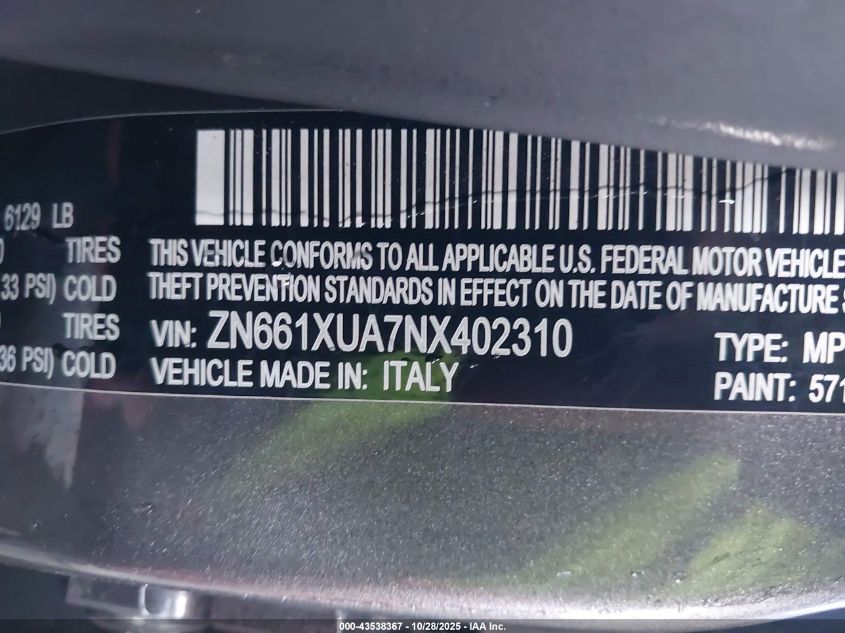 6129 LB
TIRES
33 PSI) COLD
TIRES
36 PSI) COLD
THIS VEHICLE CONFORMS TO ALL APPLICABLE U.S. FEDERAL MOTOR VEHICLE
THEFT PREVENTION STANDARDS IN EFFECT ON THE DATE OF MANUFACTURE
VIN: ZN661XUA7NX402310
VEHICLE MADE IN: ITALY
TYPE: MP
PAINT: 571
000-43538367 - 10/28/2025 - IAA Inc.